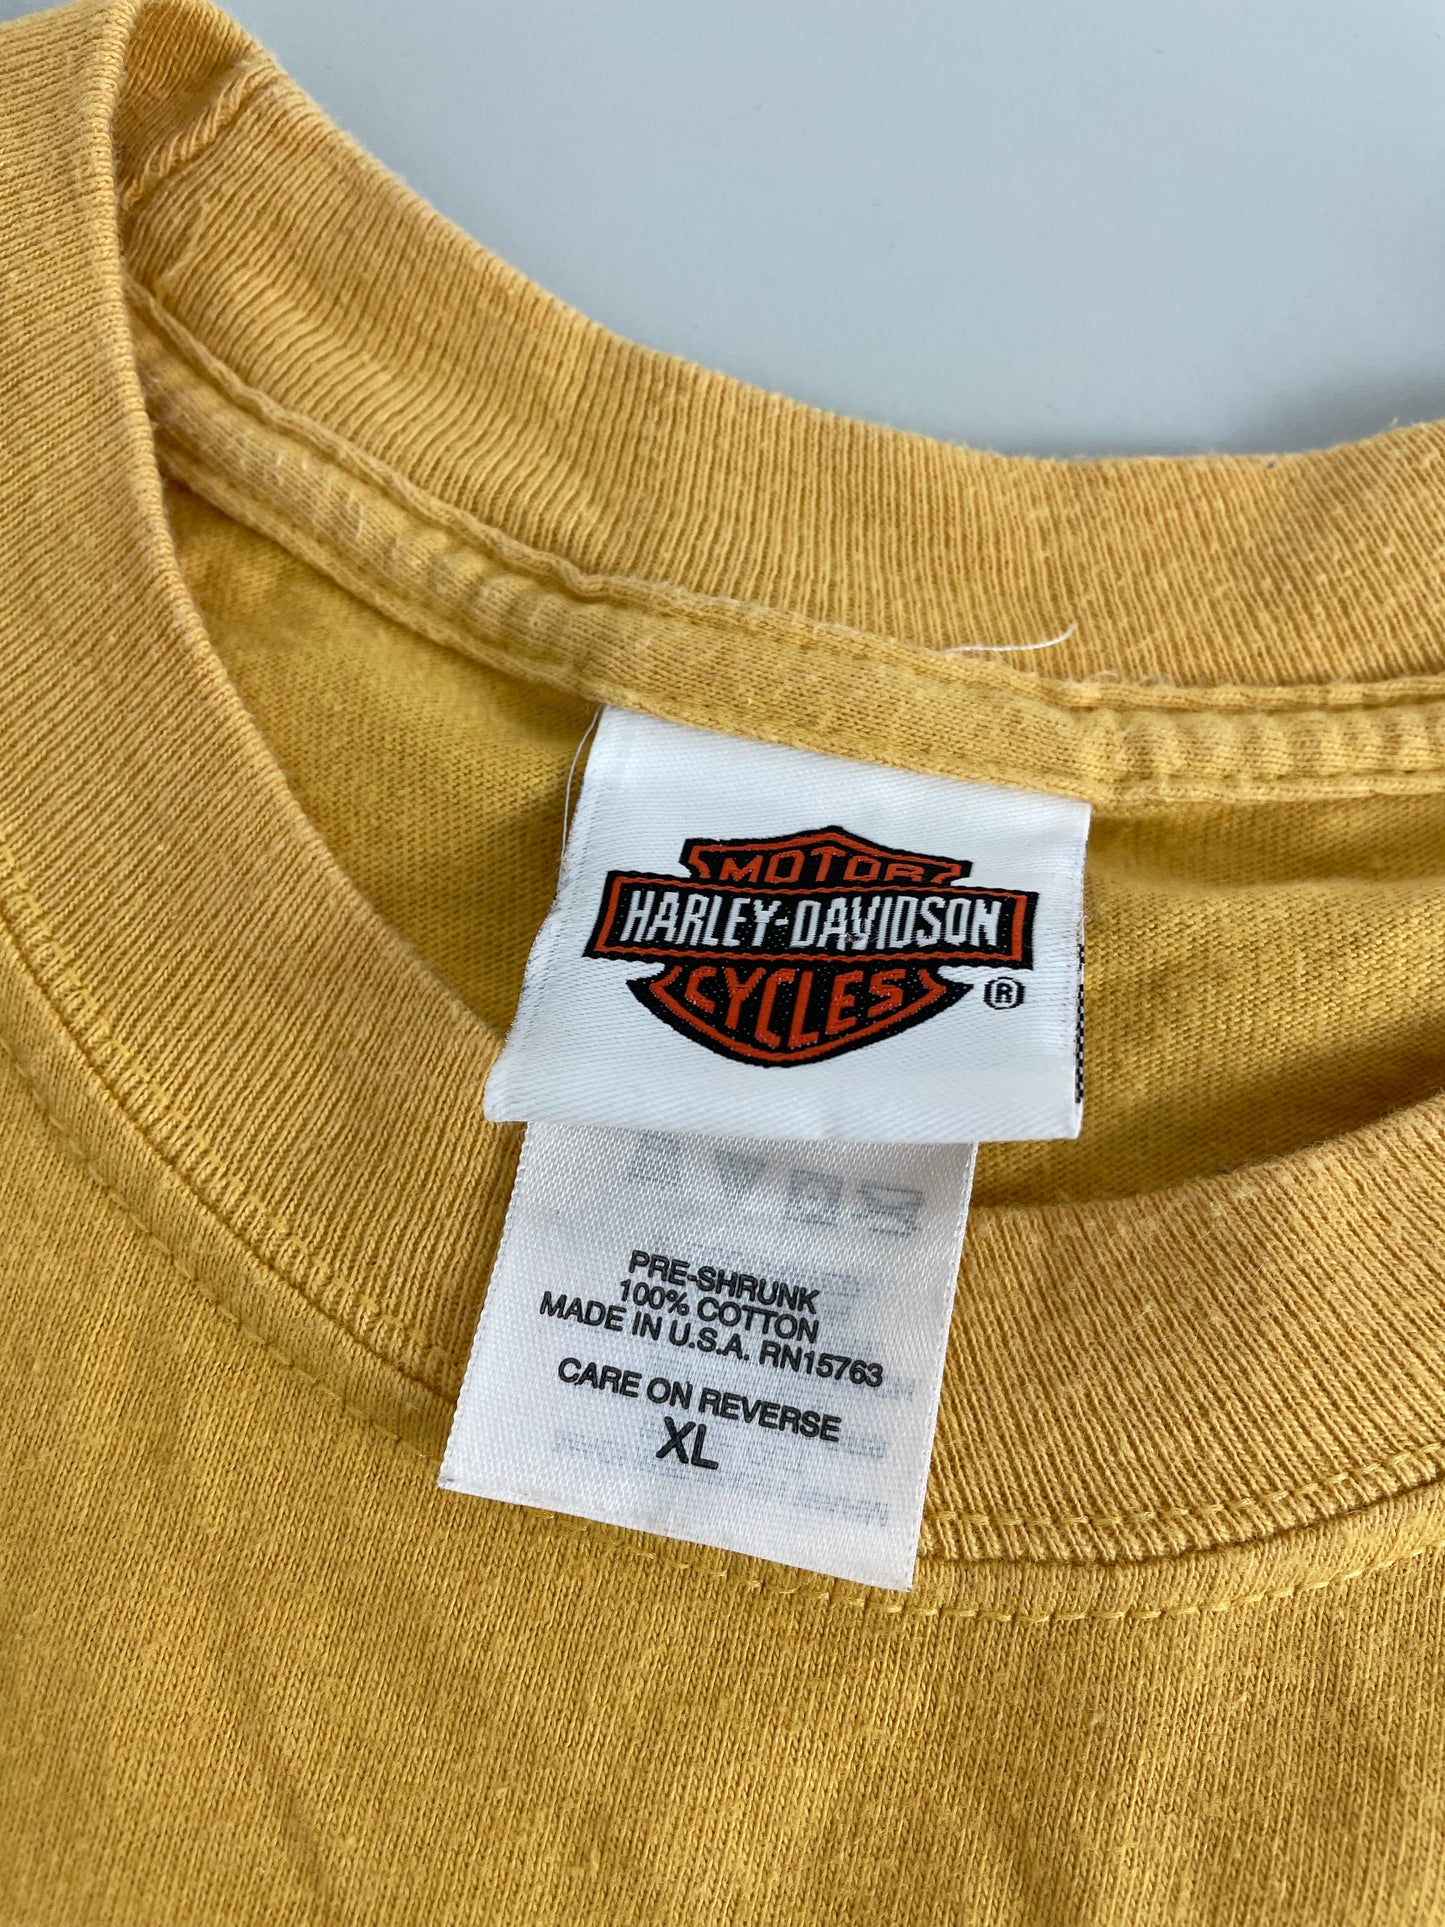 MOTOR
HARLEY-DAVIDSON
CYCLES
®
PRE-SHRUNK
100% COTTON
MADE IN U.S.A. RN15763
CARE ON REVERSE
XL